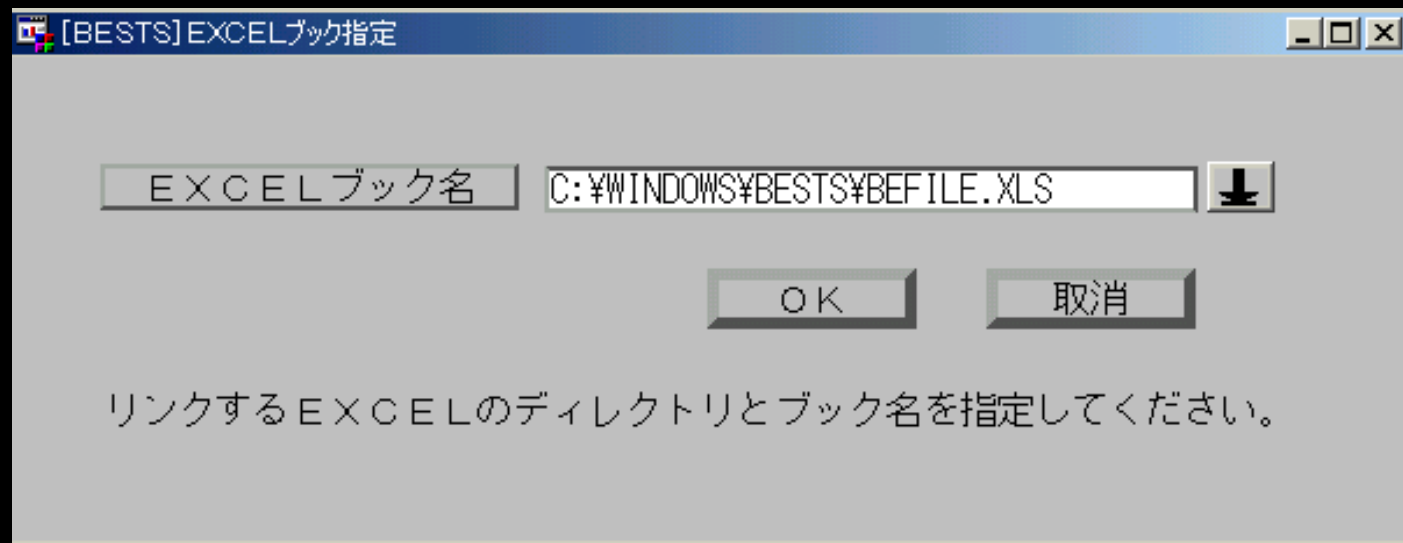 [BESTS]EXCELブック指定
EXCELブック名 C:¥WINDOWS¥BESTS¥BEFILE.XLS
OK 取消
リンクするEXCELのディレクトリとブック名を指定してください。